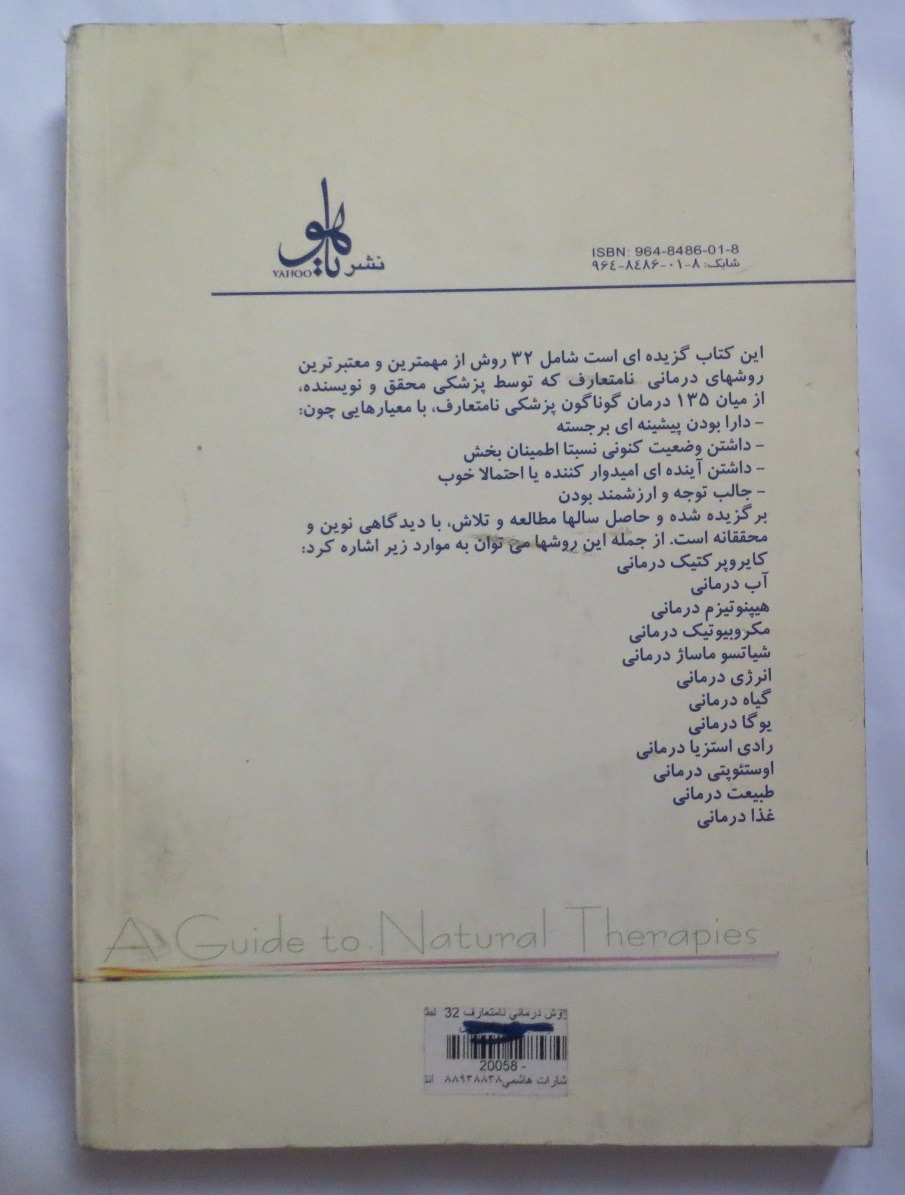 نشر یاهو
YAHOO
ISBN: 964-8486-01-8
شابک: ۸-۰۱-۸۴۸۶-۹۶۴
این کتاب گزیده ای است شامل ۳۲ روش از مهمترین و معتبرترین
روشهای درمانی نامتعارف که توسط پزشکی محقق و نویسنده،
از میان ۱۳۵ درمان گوناگون پزشکی نامتعارف، با معیارهایی چون:
- دارا بودن پیشینه ای برجسته
- داشتن وضعیت کنونی نسبتا اطمینان بخش
- داشتن آینده ای امیدوار کننده یا احتمالا خوب
- جالب توجه و ارزشمند بودن
برگزیده شده و حاصل سالها مطالعه و تلاش، با دیدگاهی نوین و
محققانه است. از جمله این روشها می توان به موارد زیر اشاره کرد:
کایروپرکتیک درمانی
آب درمانی
هیپنوتیزم درمانی
مکروبیوتیک درمانی
شیاتسو ماساژ درمانی
انرژی درمانی
گیاه درمانی
یوگا درمانی
رادی استزیا درمانی
اوستئوپتی درمانی
طبیعت درمانی
غذا درمانی
A Guide to Natural Therapies
روش درمانی نامتعارف 32
20058 -
شارات هاشمی ۸۸۹۳۸۸۳۸ انت